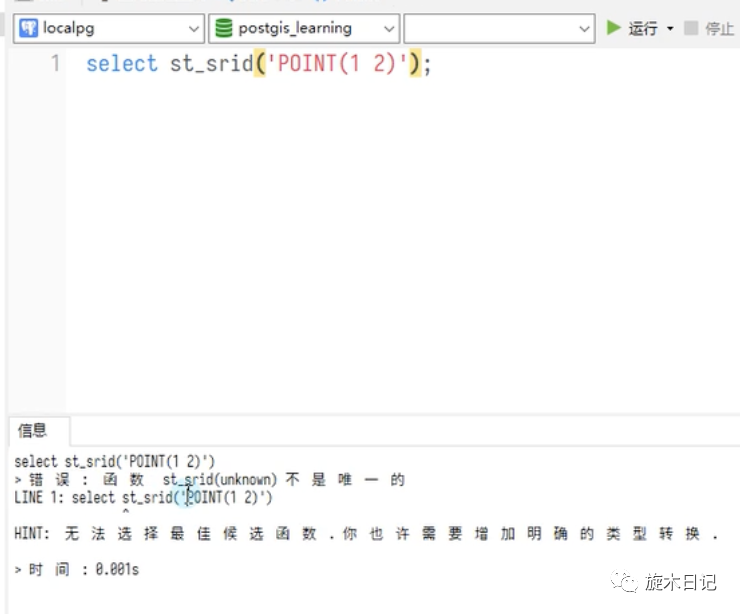 localpg postgis_learning 运行 停止
1 select st_srid('POINT(1 2)');
信息
select st_srid('POINT(1 2)')
> 错 误 : 函 数 st_srid(unknown) 不 是 唯 一 的
LINE 1: select st_srid('POINT(1 2)')
^
HINT: 无 法 选 择 最 佳 候 选 函 数 .你 也 许 需 要 增 加 明 确 的 类 型 转 换 .
> 时 间 : 0.001s
旋木日记